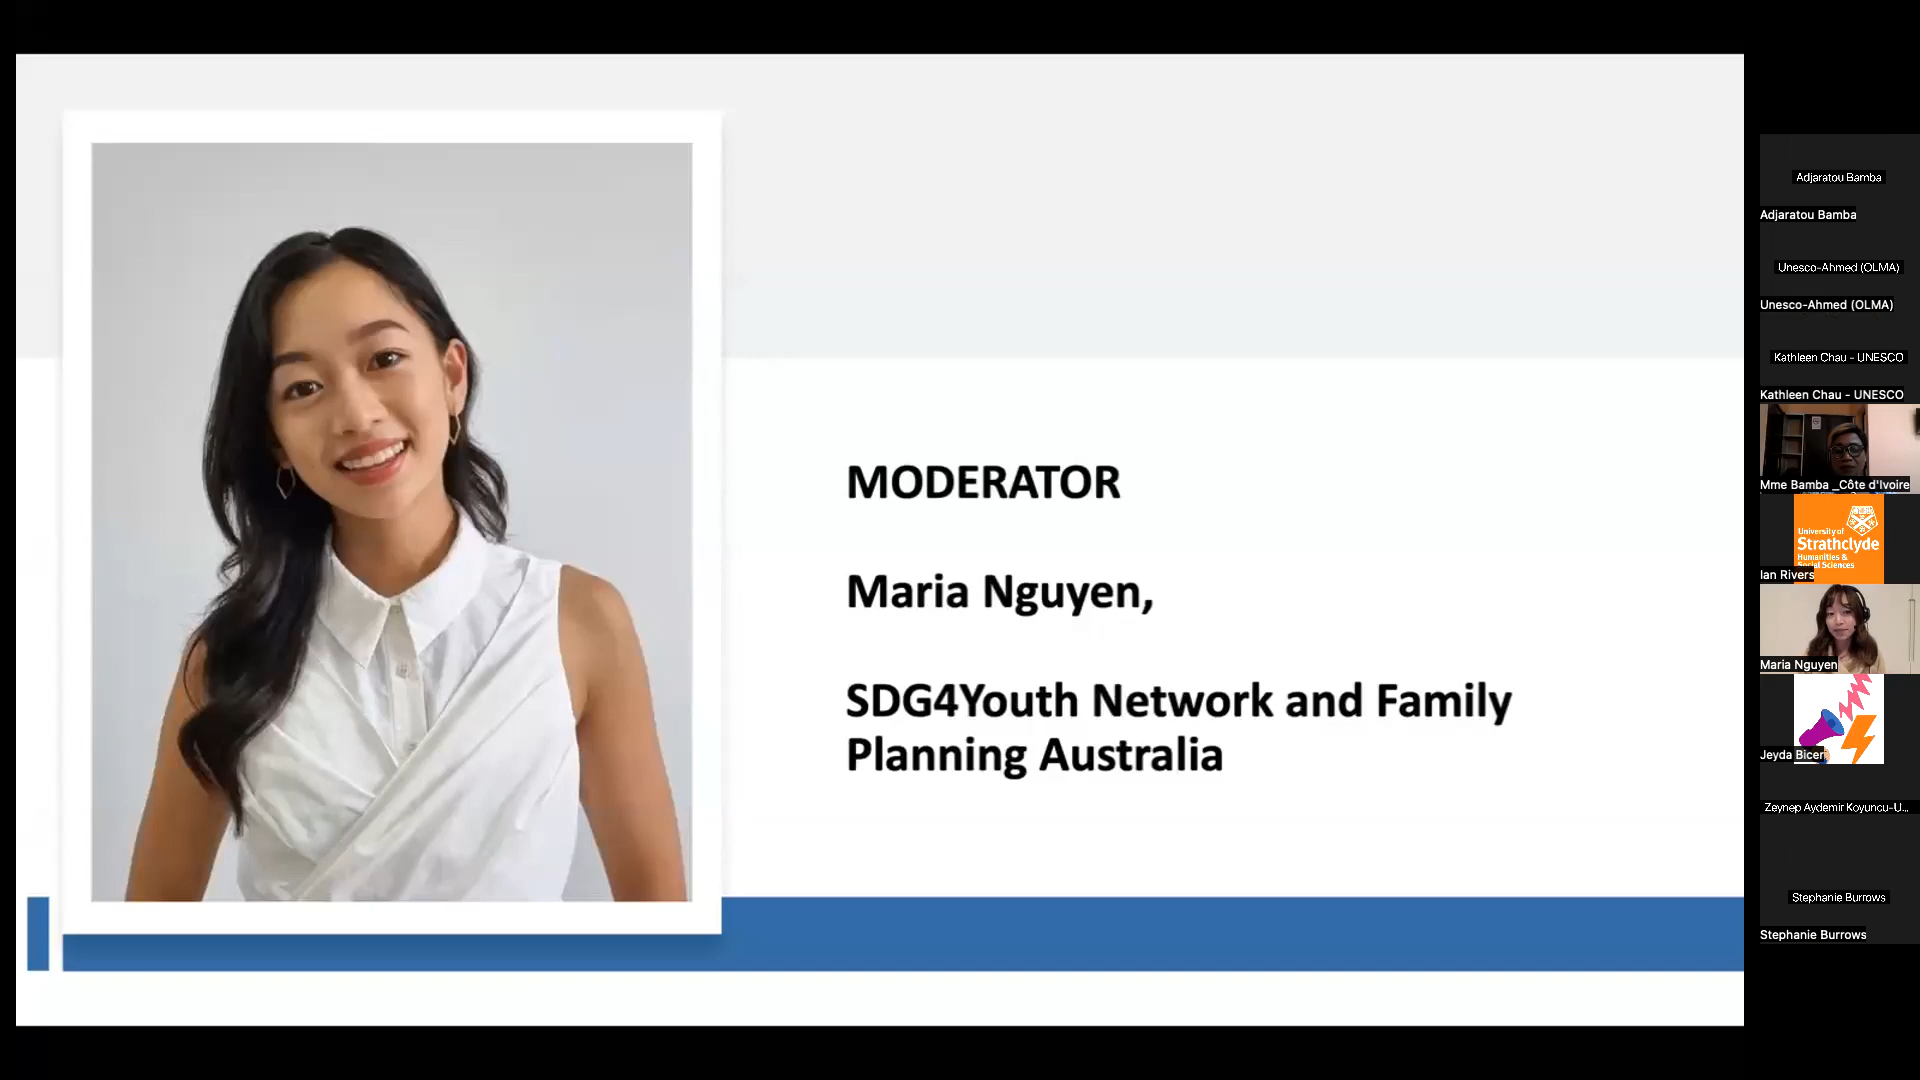 MODERATOR
Maria Nguyen,
SDG4Youth Network and Family
Planning Australia
Adjaratou Bamba
Adjaratou Bamba
Unesco-Ahmed (OLMA)
Unesco-Ahmed (OLMA)
Kathleen Chau - UNESCO
Kathleen Chau - UNESCO
Mme Bamba _Côte d'Ivoire
University of
Strathclyde
Humanities &
Social Sciences
Ian Rivers
Maria Nguyen
Jeyda Bicer
Zeynep Aydemir Koyuncu-U...
Stephanie Burrows
Stephanie Burrows